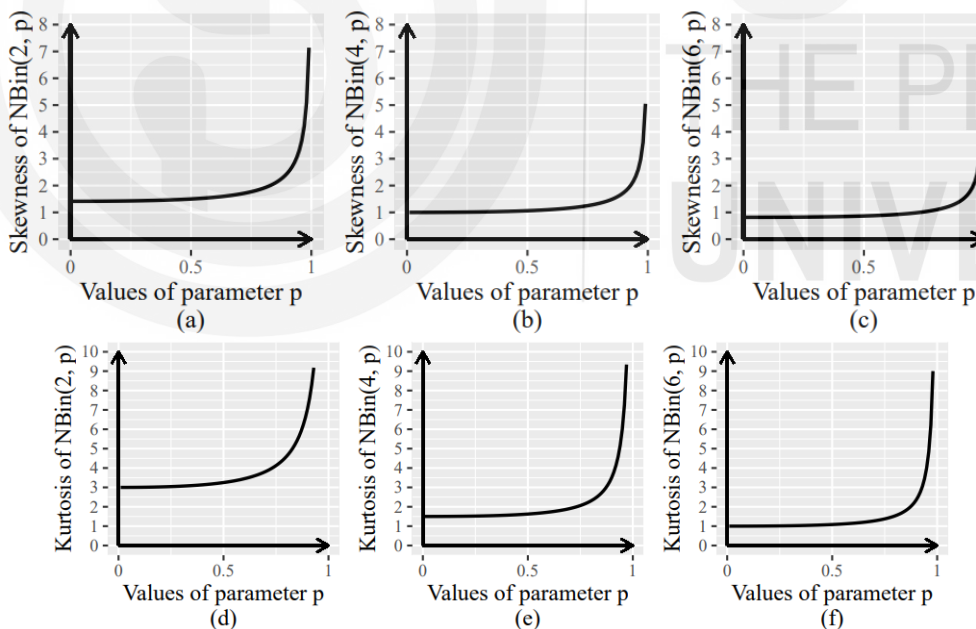 Skewness of NBin(2, p)
8
7
6
5
4
3
2
1
0
0 0.5 1
Values of parameter p
(a)
Skewness of NBin(4, p)
8
7
6
5
4
3
2
1
0
0 0.5 1
Values of parameter p
(b)
Skewness of NBin(6, p)
8
7
6
5
4
3
2
1
0
0 0.5
Values of parameter p
(c)
THE P
UNIV
Kurtosis of NBin(2, p)
10
9
8
7
6
5
4
3
2
1
0
0 0.5 1
Values of parameter p
(d)
Kurtosis of NBin(4, p)
10
9
8
7
6
5
4
3
2
1
0
0 0.5 1
Values of parameter p
(e)
Kurtosis of NBin(6, p)
10
9
8
7
6
5
4
3
2
1
0
0 0.5 1
Values of parameter p
(f)